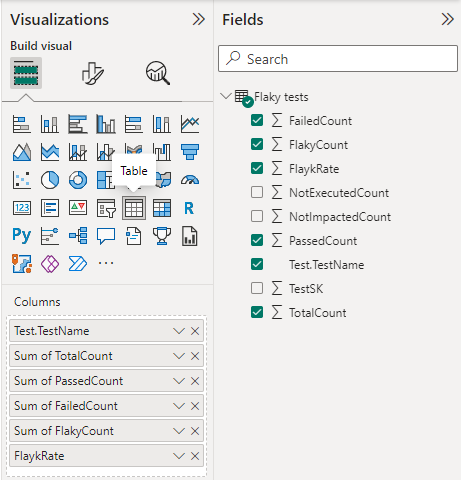 Visualizations
Build visual
Table
123
R
Py
Columns
Test.TestName
Sum of TotalCount
Sum of PassedCount
Sum of FailedCount
Sum of FlakyCount
FlaykRate
Fields
Search
Flaky tests
FailedCount
FlakyCount
FlaykRate
NotExecutedCount
NotImpactedCount
PassedCount
Test.TestName
TestSK
TotalCount